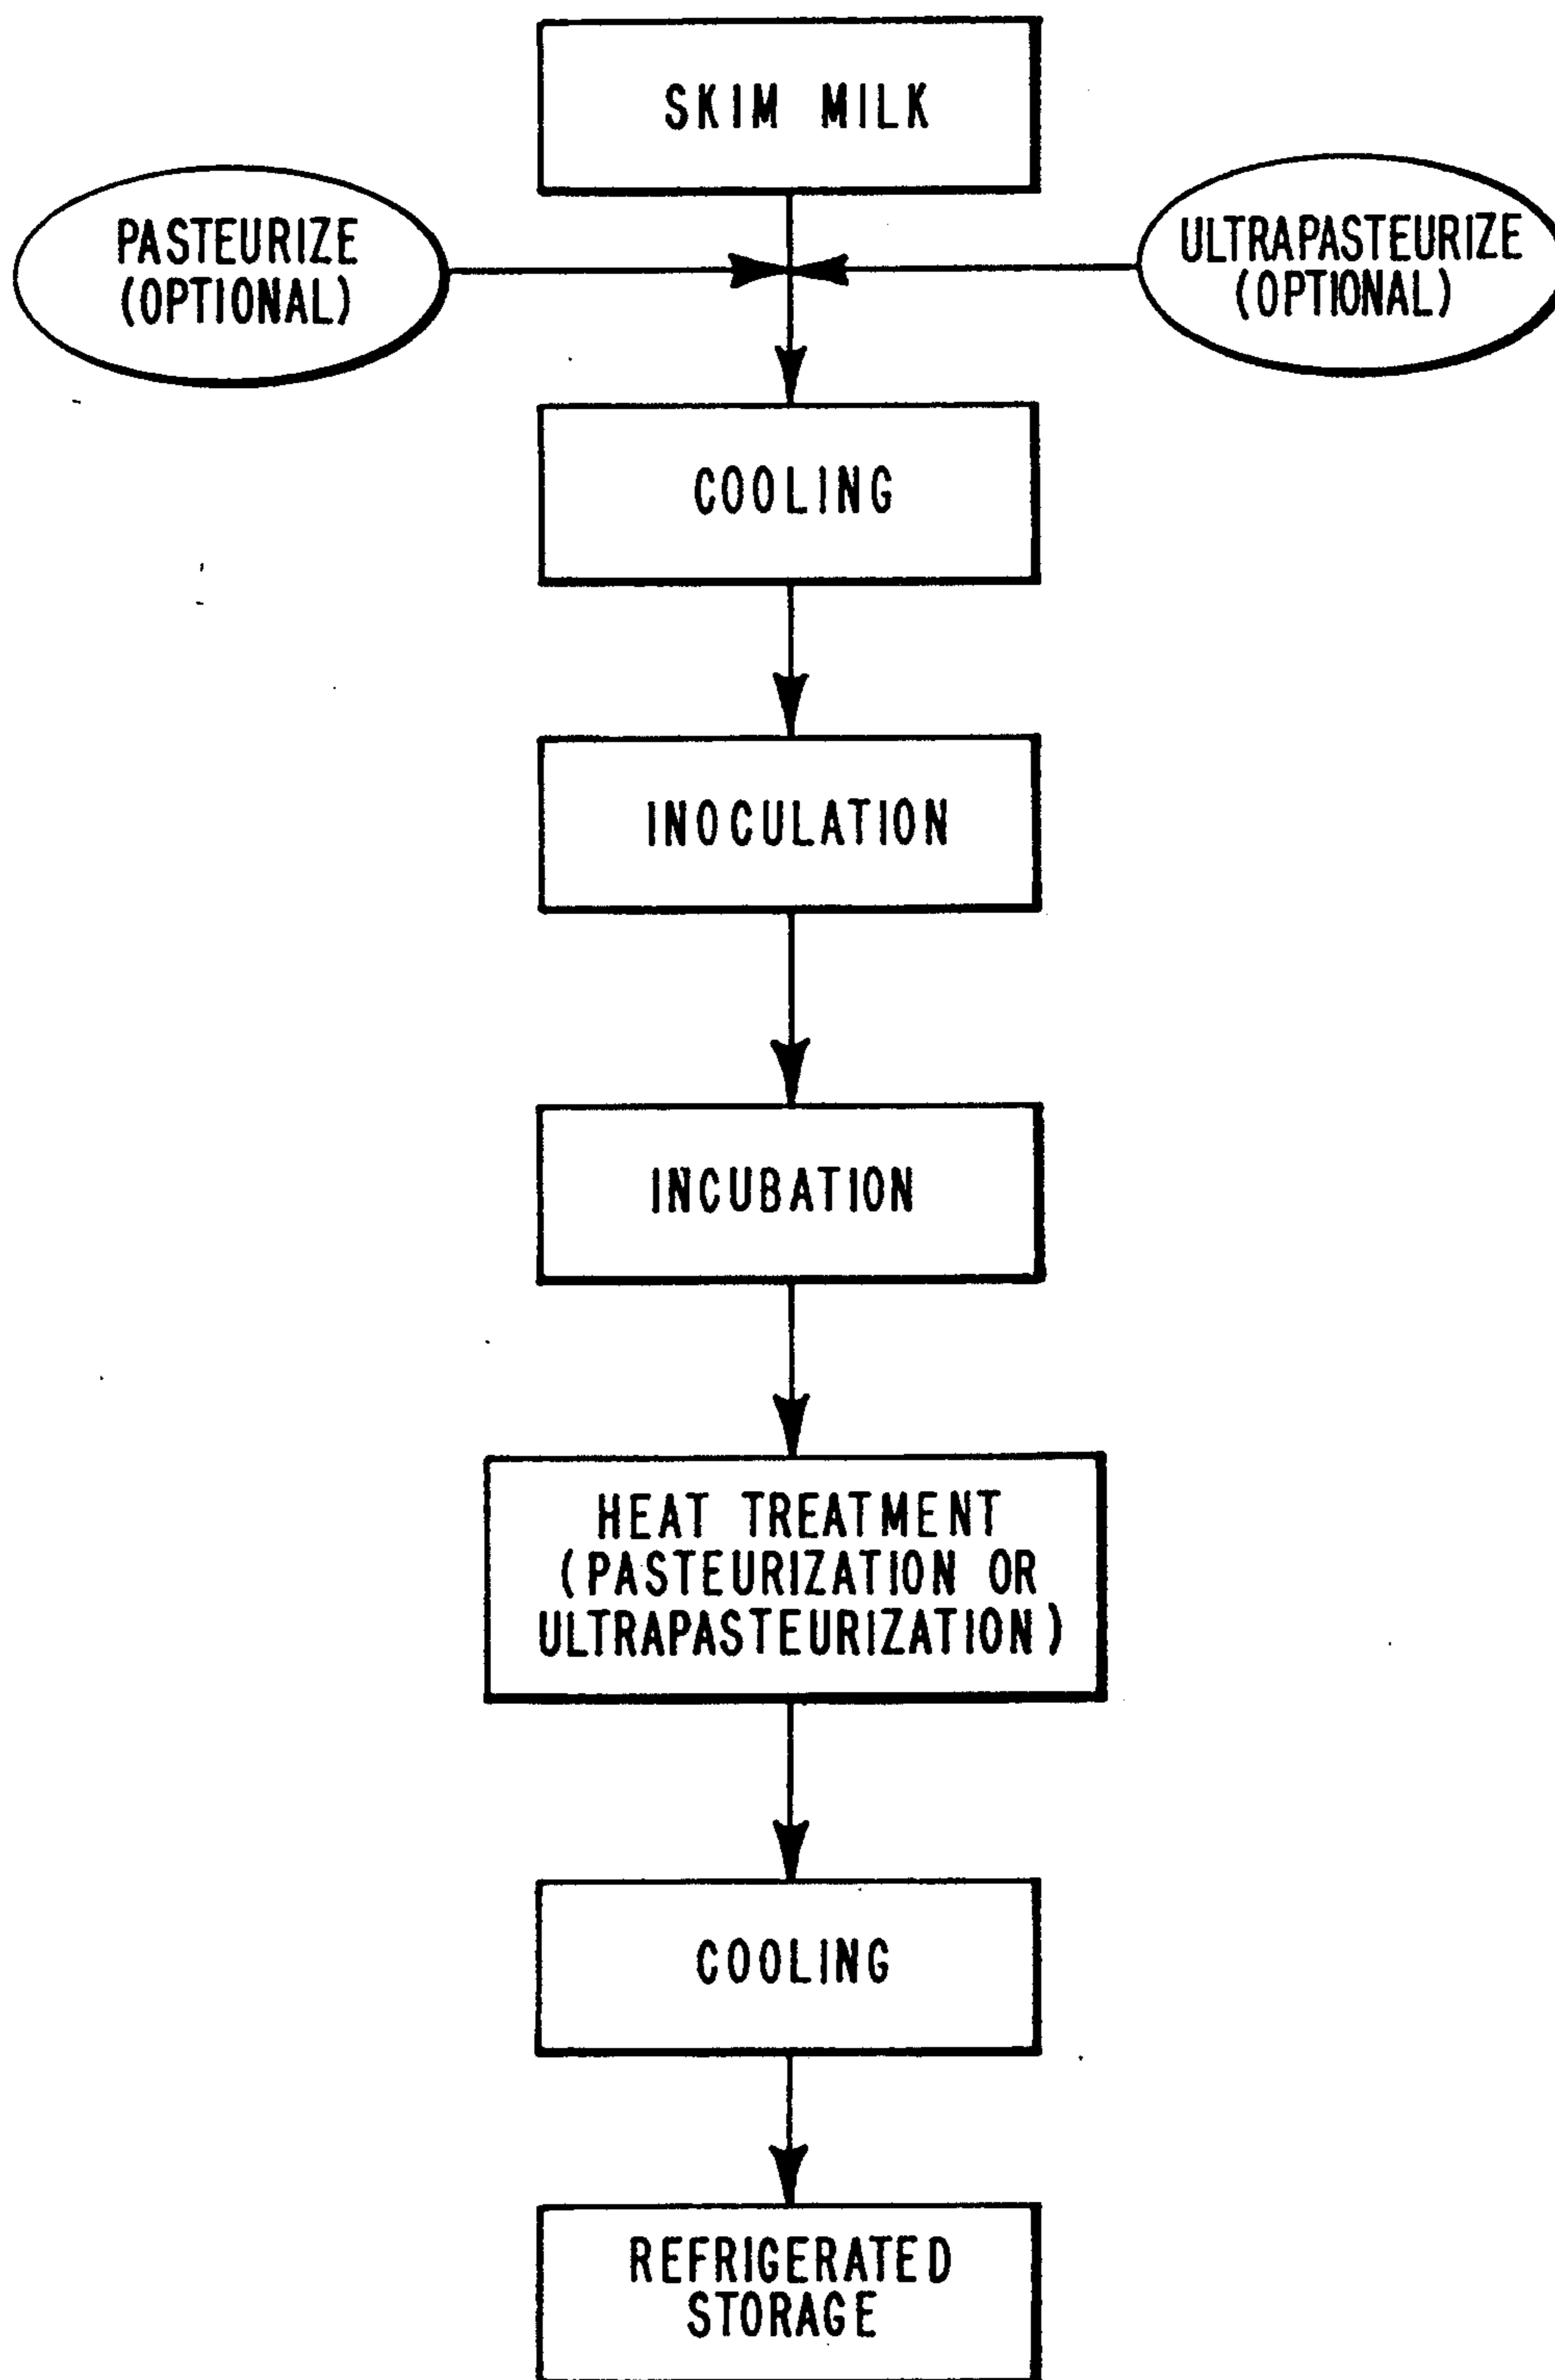 SKIM MILK
PASTEURIZE
(OPTIONAL)
ULTRAPASTEURIZE
(OPTIONAL)
COOLING
INOCULATION
INCUBATION
HEAT TREATMENT
(PASTEURIZATION OR
ULTRAPASTEURIZATION)
COOLING
REFRIGERATED
STORAGE